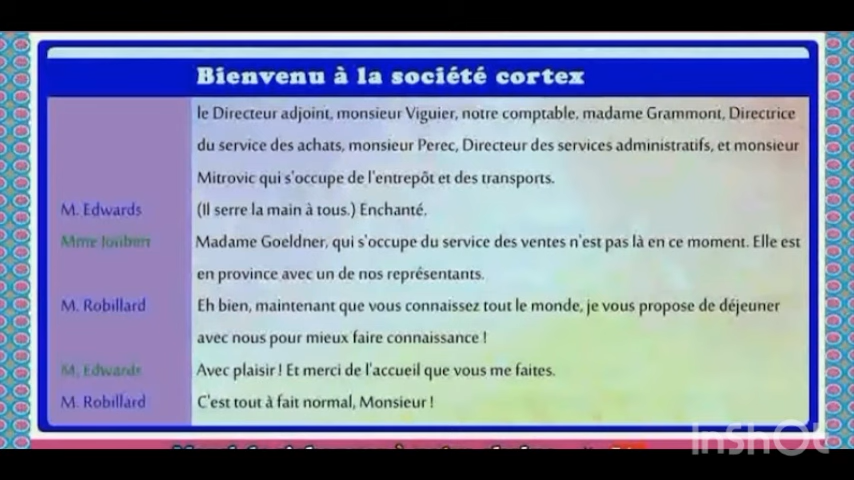 Bienvenu à la société cortex
le Directeur adjoint, monsieur Viguier, notre comptable, madame Grammont, Directrice
du service des achats, monsieur Perec, Directeur des services administratifs, et monsieur
Mitrovic qui s'occupe de l'entrepôt et des transports.
M. Edwards (Il serre la main à tous.) Enchanté.
Mme Joubert Madame Goeldner, qui s'occupe du service des ventes n'est pas là en ce moment. Elle est
en province avec un de nos représentants.
M. Robillard Eh bien, maintenant que vous connaissez tout le monde, je vous propose de déjeuner
avec nous pour mieux faire connaissance !
M. Edwards Avec plaisir ! Et merci de l'accueil que vous me faites.
M. Robillard C'est tout à fait normal, Monsieur !
InShOt